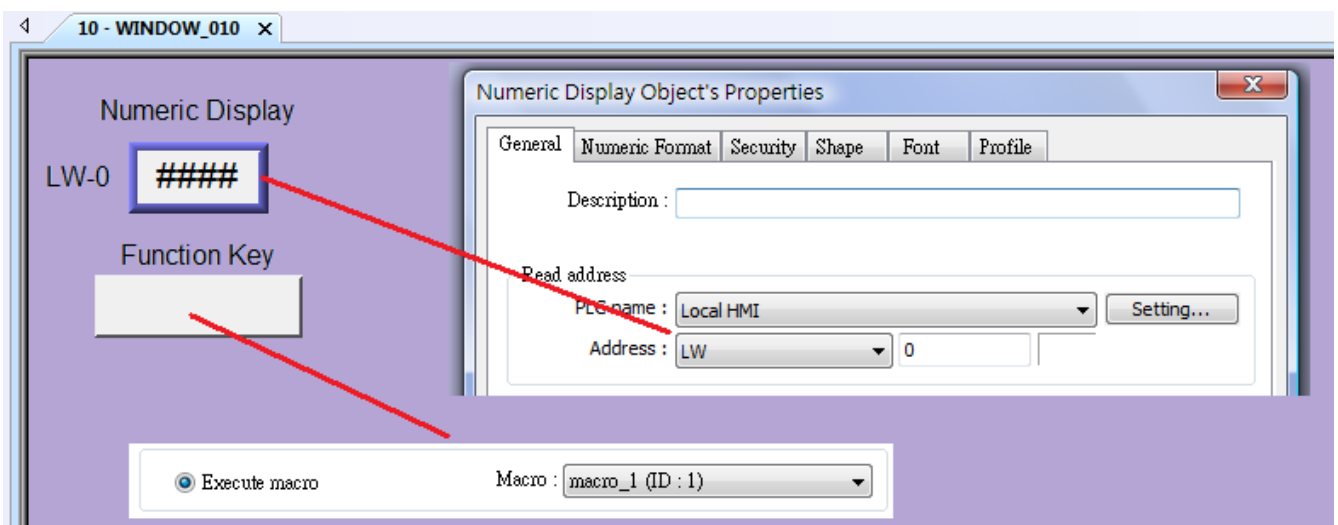 10 - WINDOW_010
Numeric Display
LW-0 ####
Function Key
Numeric Display Object's Properties
General Numeric Format Security Shape Font Profile
Description :
Read address
PLC name : Local HMI Setting...
Address : LW 0
Execute macro Macro : macro_1 (ID : 1)